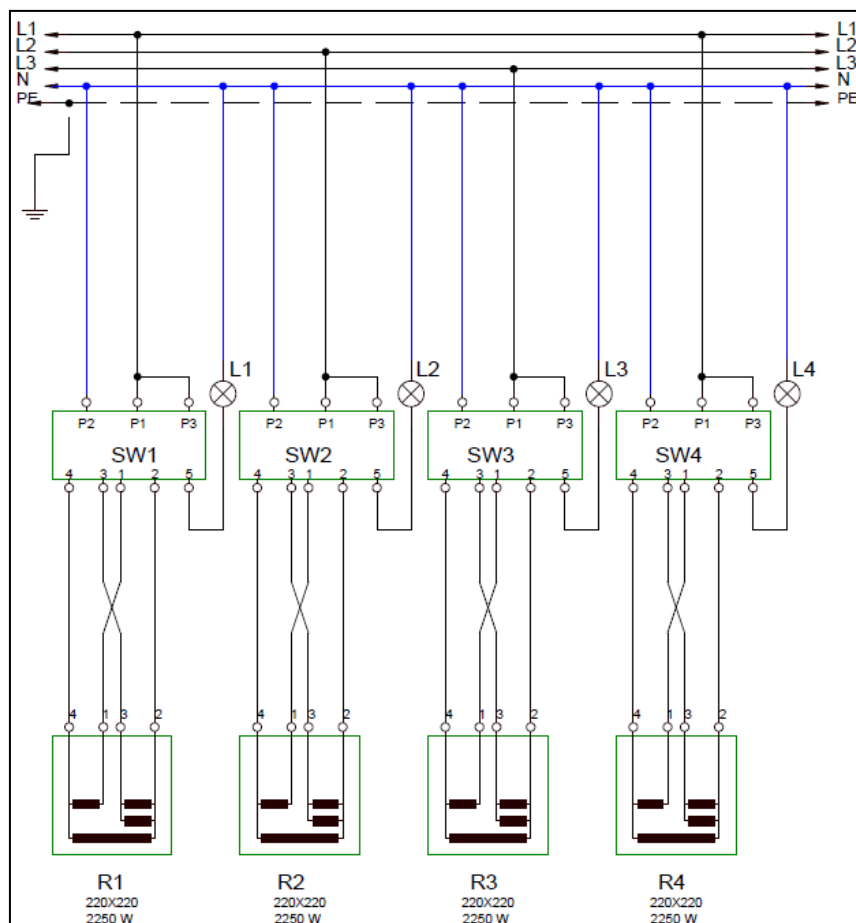 L1 L1
L2 L2
L3 L3
N N
PE PE
L1 L2 L3 L4
P2 P1 P3 P2 P1 P3 P2 P1 P3 P2 P1 P3
SW1 SW2 SW3 SW4
4 3 1 2 5 4 3 1 2 5 4 3 1 2 5 4 3 1 2 5
4 1 3 2 4 1 3 2 4 1 3 2 4 1 3 2
R1 R2 R3 R4
220X220 220X220 220X220 220X220
2250 W 2250 W 2250 W 2250 W